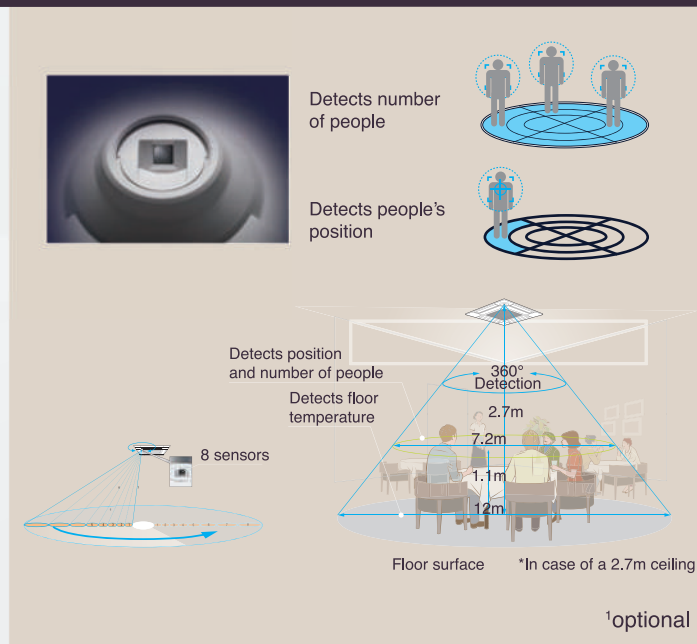 Detects number
of people
Detects people's
position
Detects position
and number of people
Detects floor
temperature
360°
Detection
2.7m
7.2m
1.1m
12m
8 sensors
Floor surface
*In case of a 2.7m ceiling
¹optional